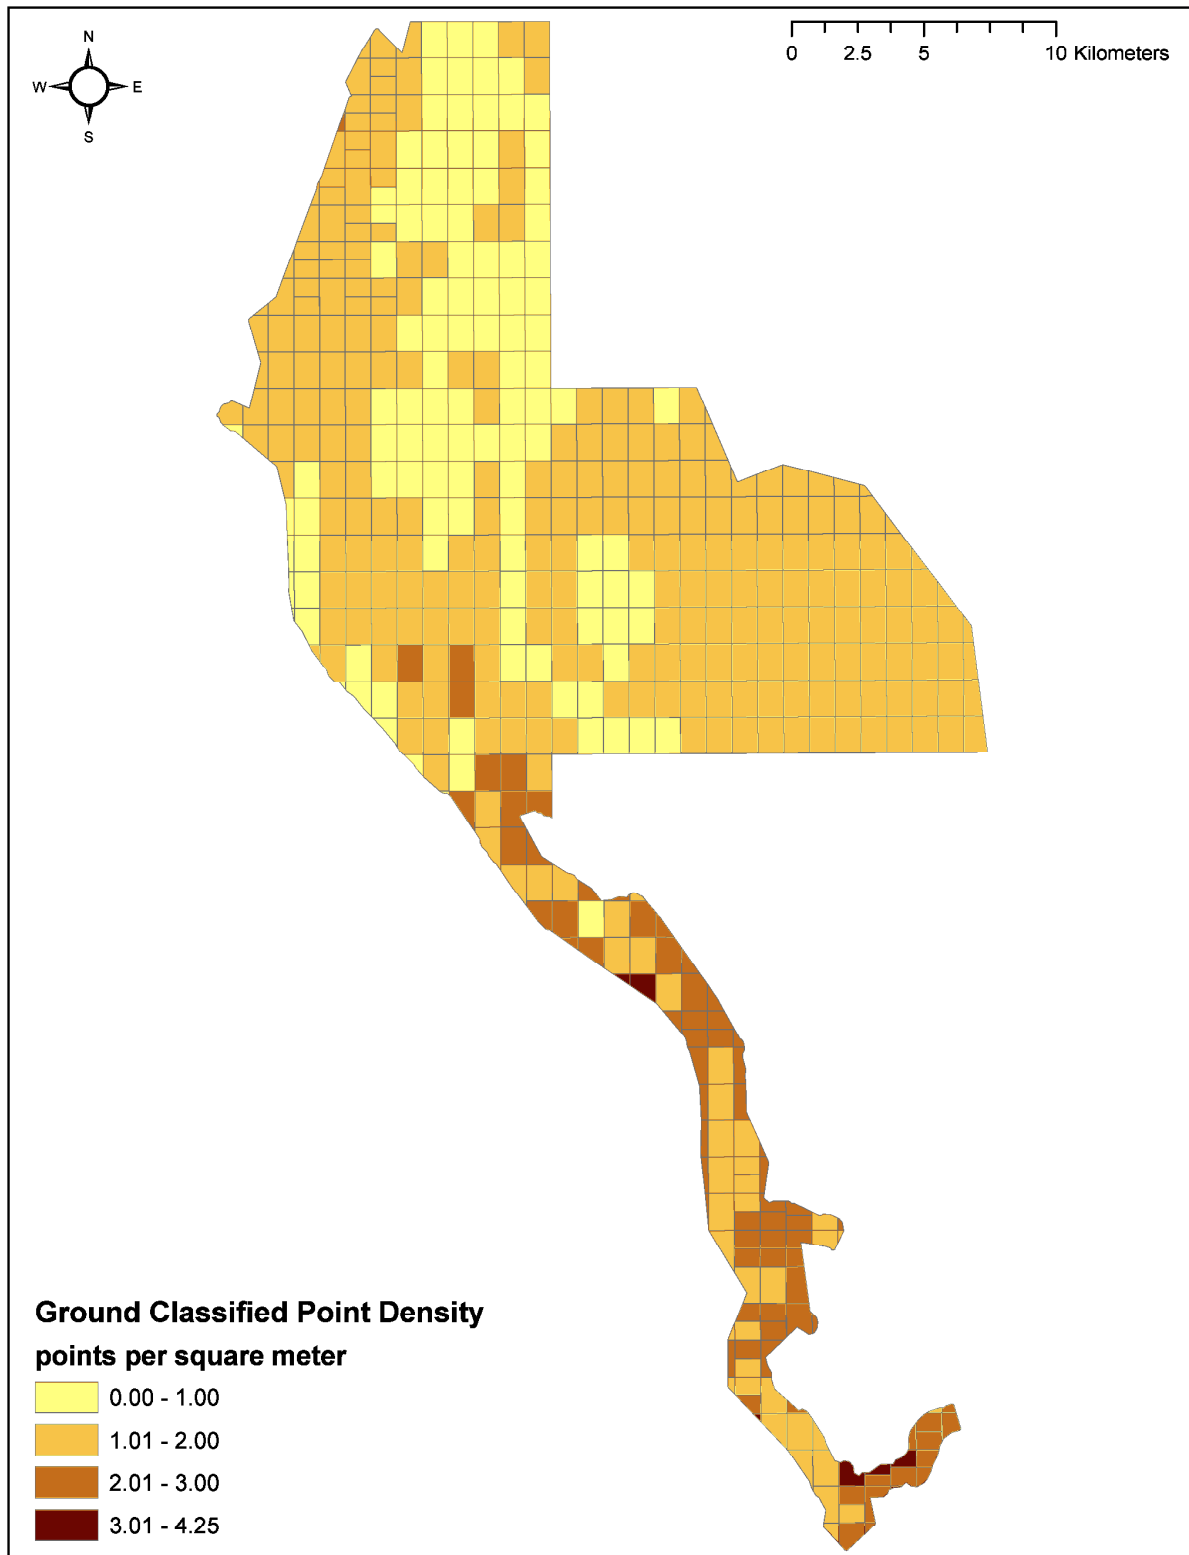 N
W E
S
0 2.5 5 10 Kilometers
Ground Classified Point Density
points per square meter
0.00 - 1.00
1.01 - 2.00
2.01 - 3.00
3.01 - 4.25